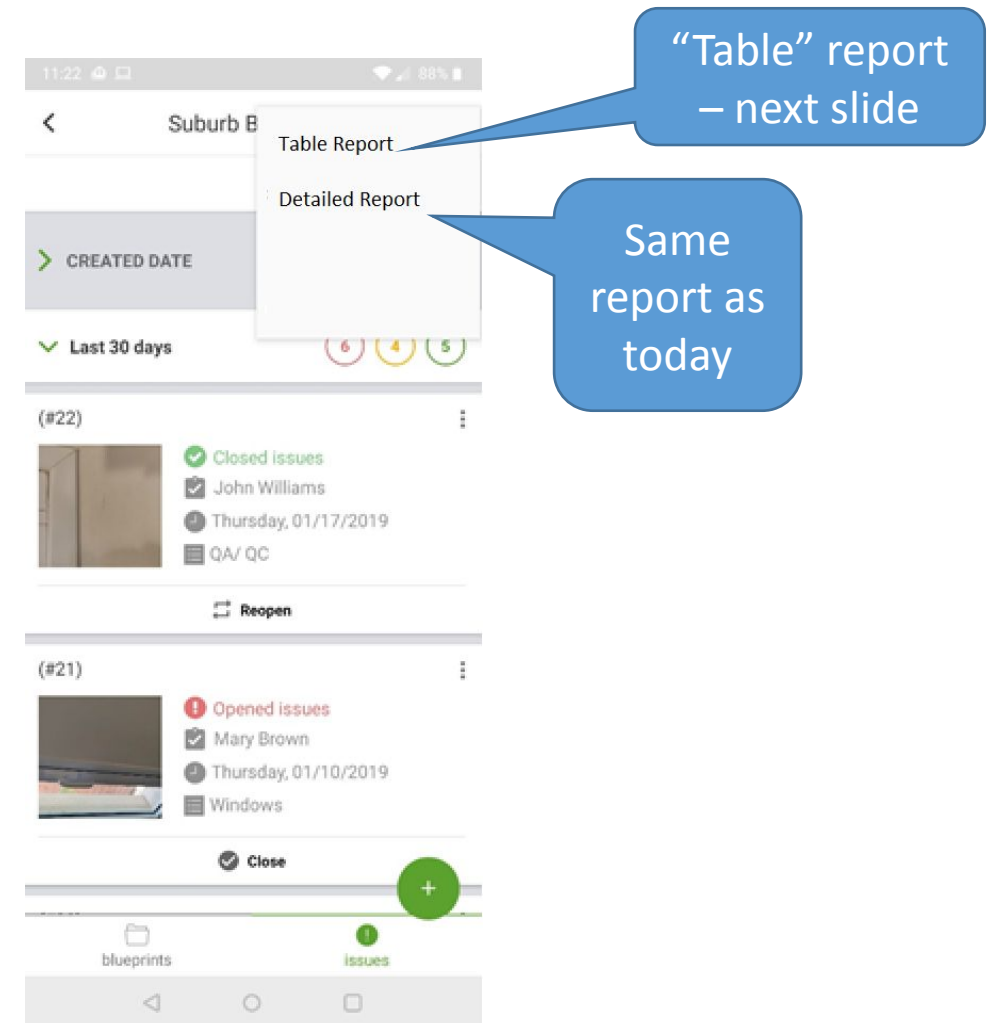 “Table” report
– next slide
11:22
88%
Suburb B
Table Report
Detailed Report
Same
report as
today
CREATED DATE
Last 30 days
6 4 5
(#22)
Closed issues
John Williams
Thursday, 01/17/2019
QA/ QC
Reopen
(#21)
Opened issues
Mary Brown
Thursday, 01/10/2019
Windows
Close
+
blueprints
issues